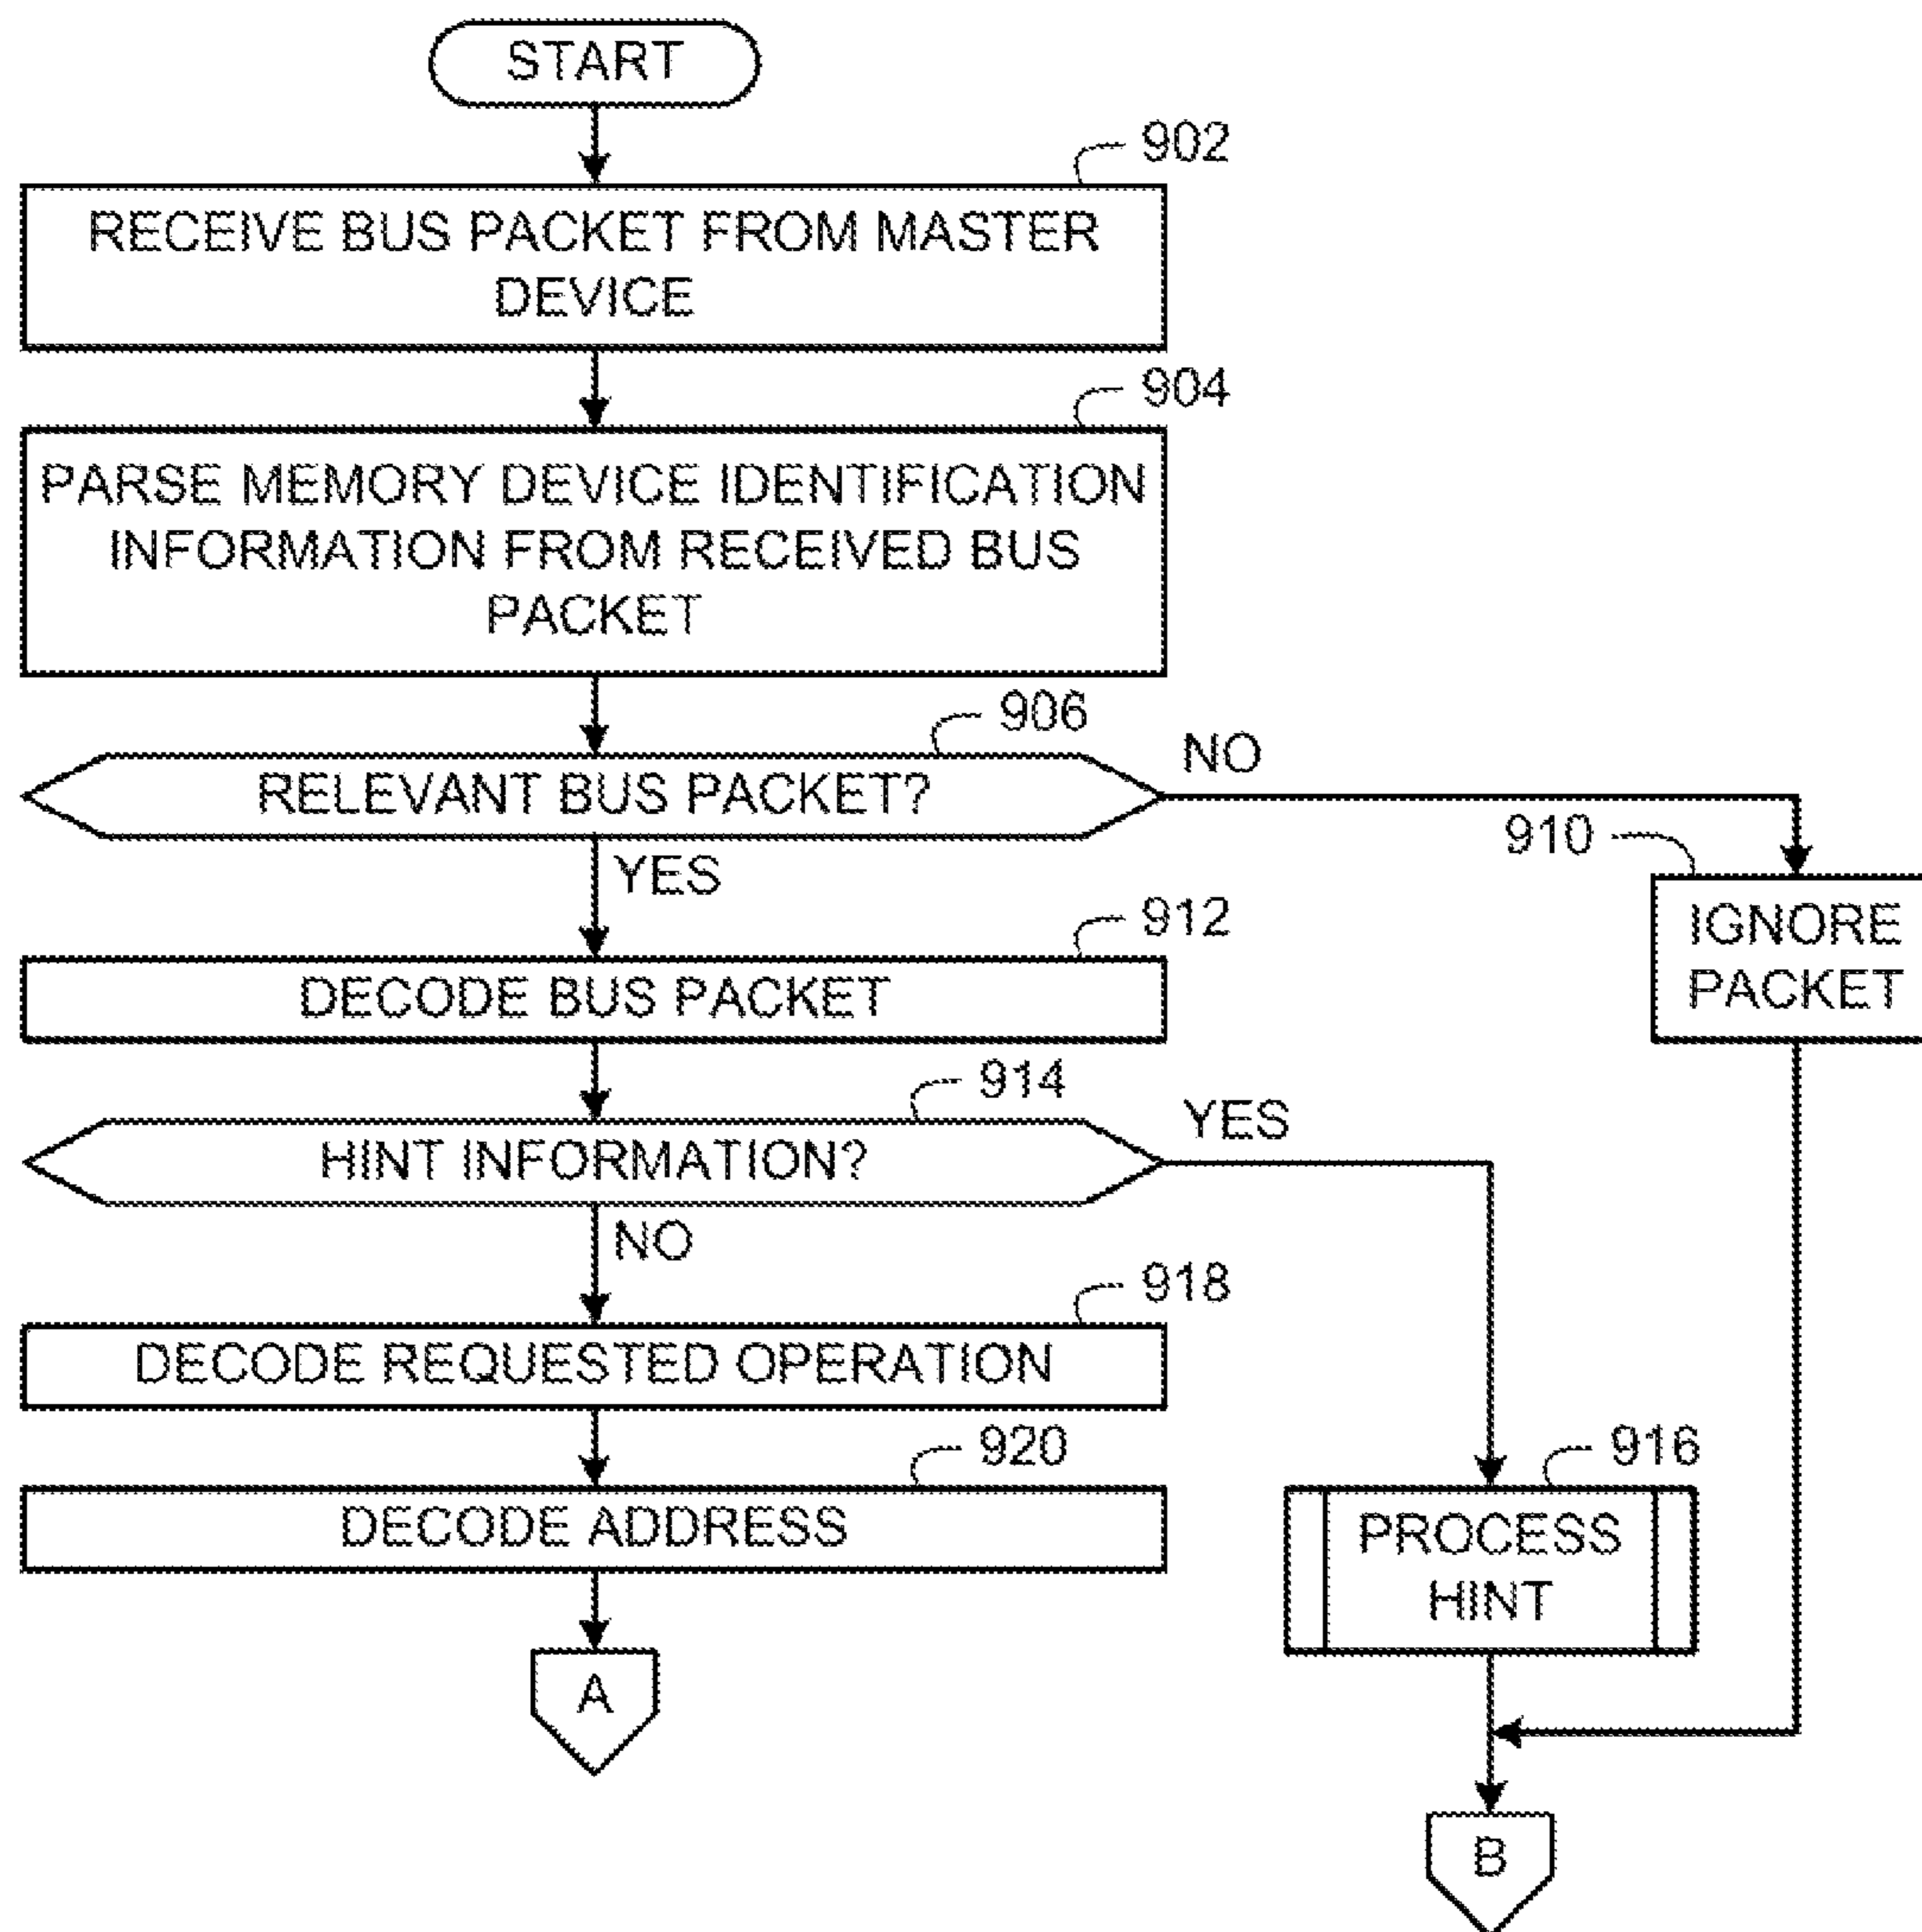 START
902
RECEIVE BUS PACKET FROM MASTER
DEVICE
904
PARSE MEMORY DEVICE IDENTIFICATION
INFORMATION FROM RECEIVED BUS
PACKET
906
RELEVANT BUS PACKET?
NO
YES
910
IGNORE
PACKET
912
DECODE BUS PACKET
914
HINT INFORMATION?
YES
NO
918
DECODE REQUESTED OPERATION
920
DECODE ADDRESS
916
PROCESS
HINT
A
B